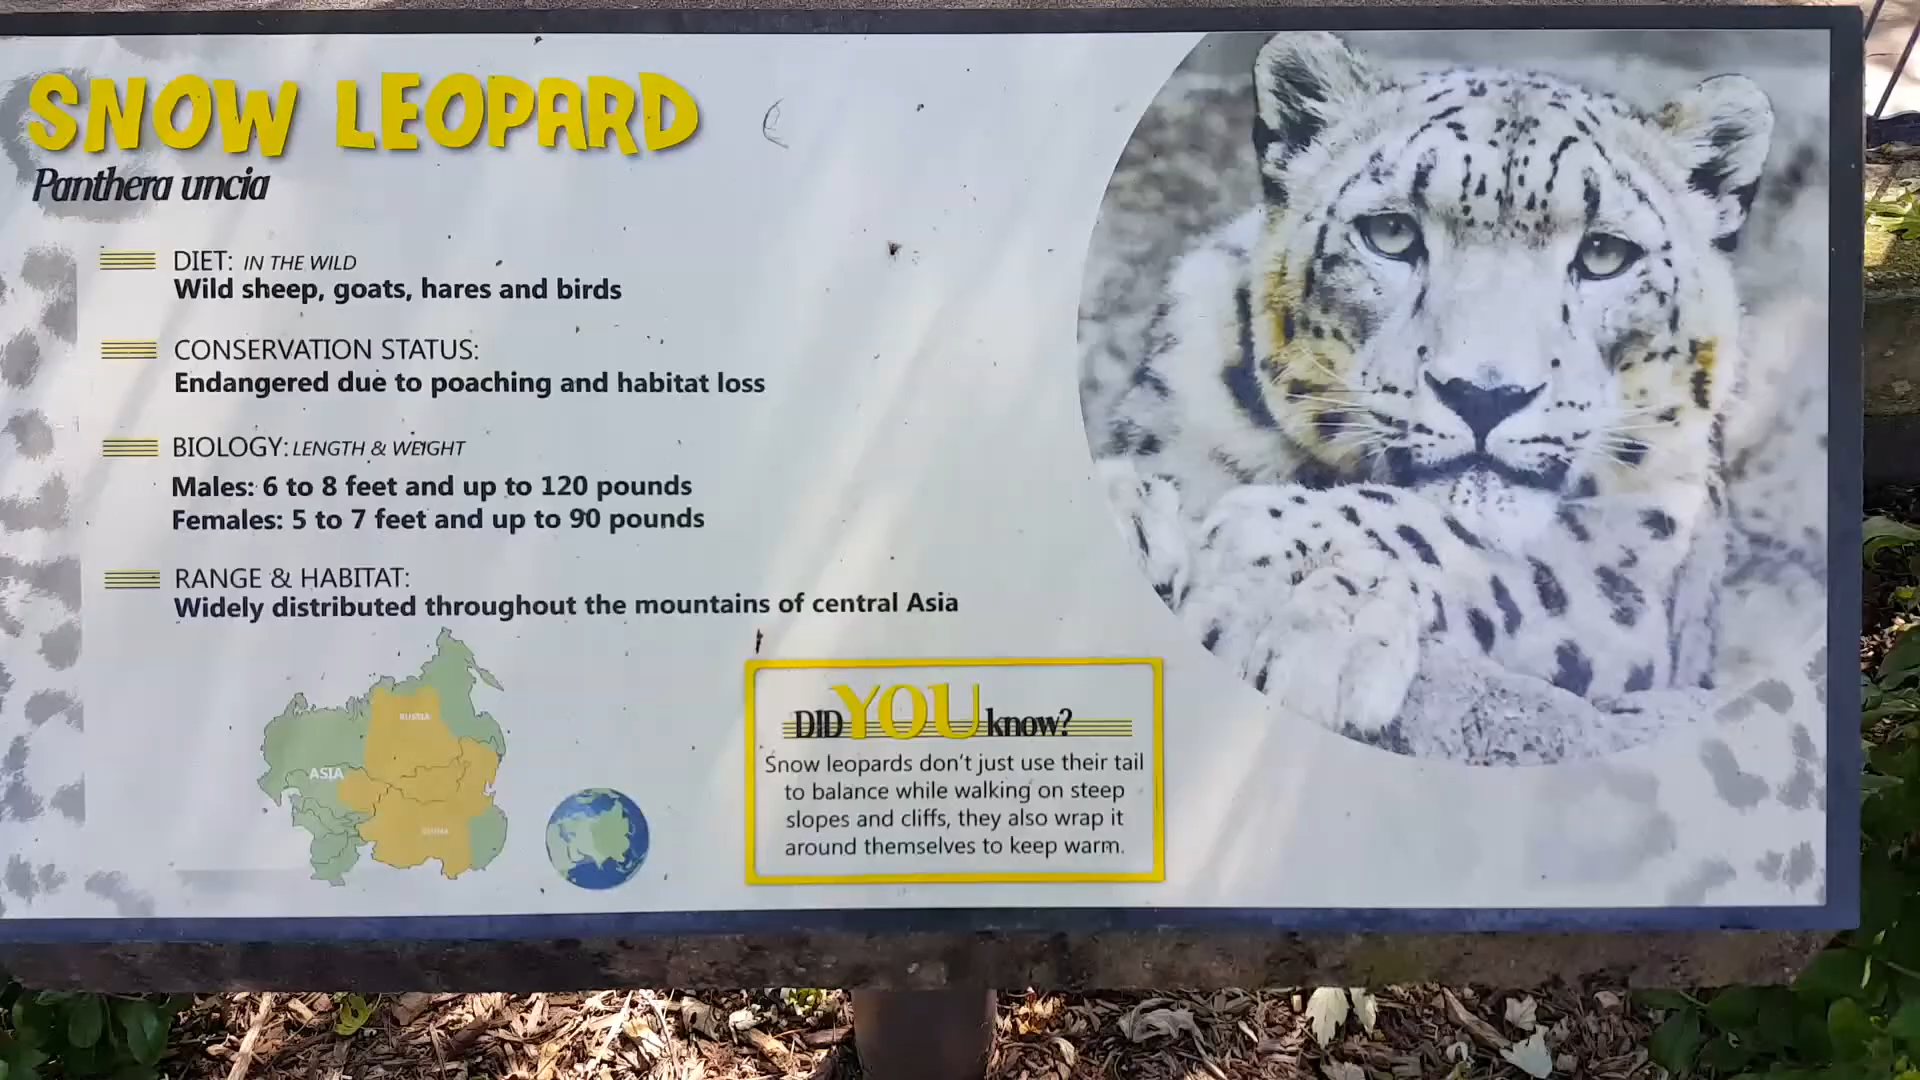 SNOW LEOPARD
Panthera uncia
DIET: IN THE WILD
Wild sheep, goats, hares and birds
CONSERVATION STATUS:
Endangered due to poaching and habitat loss
BIOLOGY: LENGTH & WEIGHT
Males: 6 to 8 feet and up to 120 pounds
Females: 5 to 7 feet and up to 90 pounds
RANGE & HABITAT:
Widely distributed throughout the mountains of central Asia
RUSSIA
ASIA
CHINA
DID YOU know?
Snow leopards don't just use their tail
to balance while walking on steep
slopes and cliffs, they also wrap it
around themselves to keep warm.